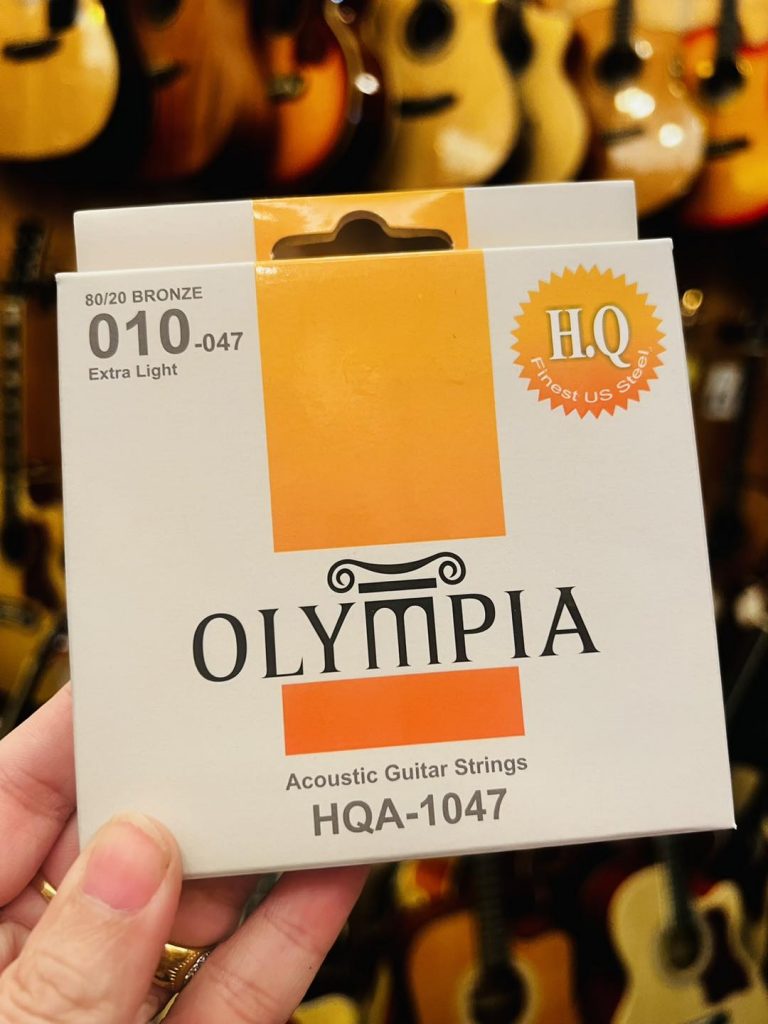 80/20 BRONZE
010-047
Extra Light
H.Q
Finest US Steel
OLYMPIA
Acoustic Guitar Strings
HQA-1047